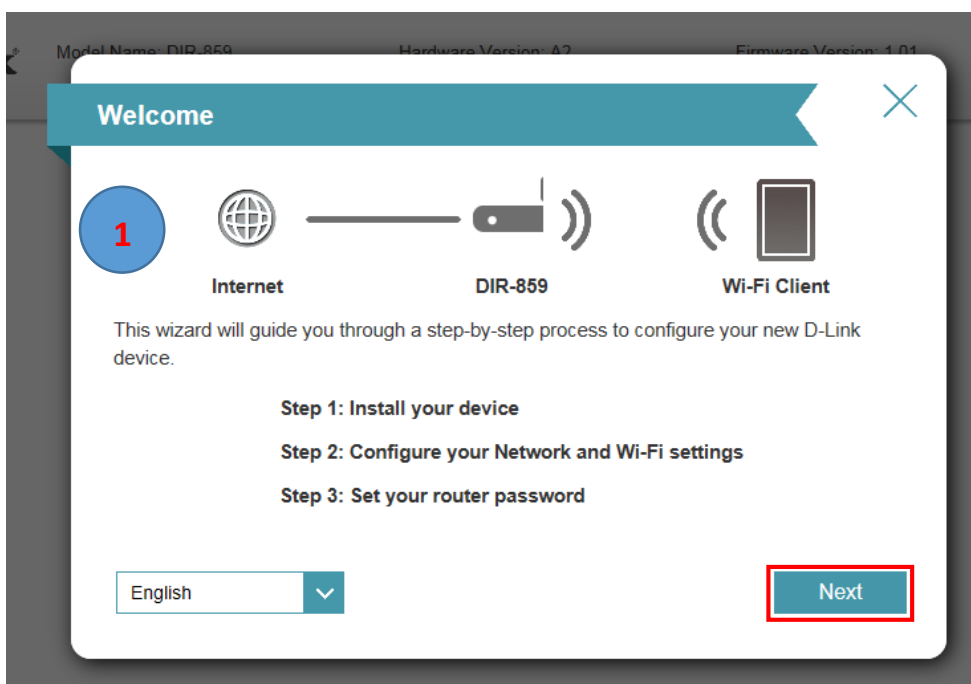 Model Name: DIR-859 Hardware Version: A2 Firmware Version: 1.01
Welcome
1
Internet DIR-859 Wi-Fi Client
This wizard will guide you through a step-by-step process to configure your new D-Link
device.
Step 1: Install your device
Step 2: Configure your Network and Wi-Fi settings
Step 3: Set your router password
English Next